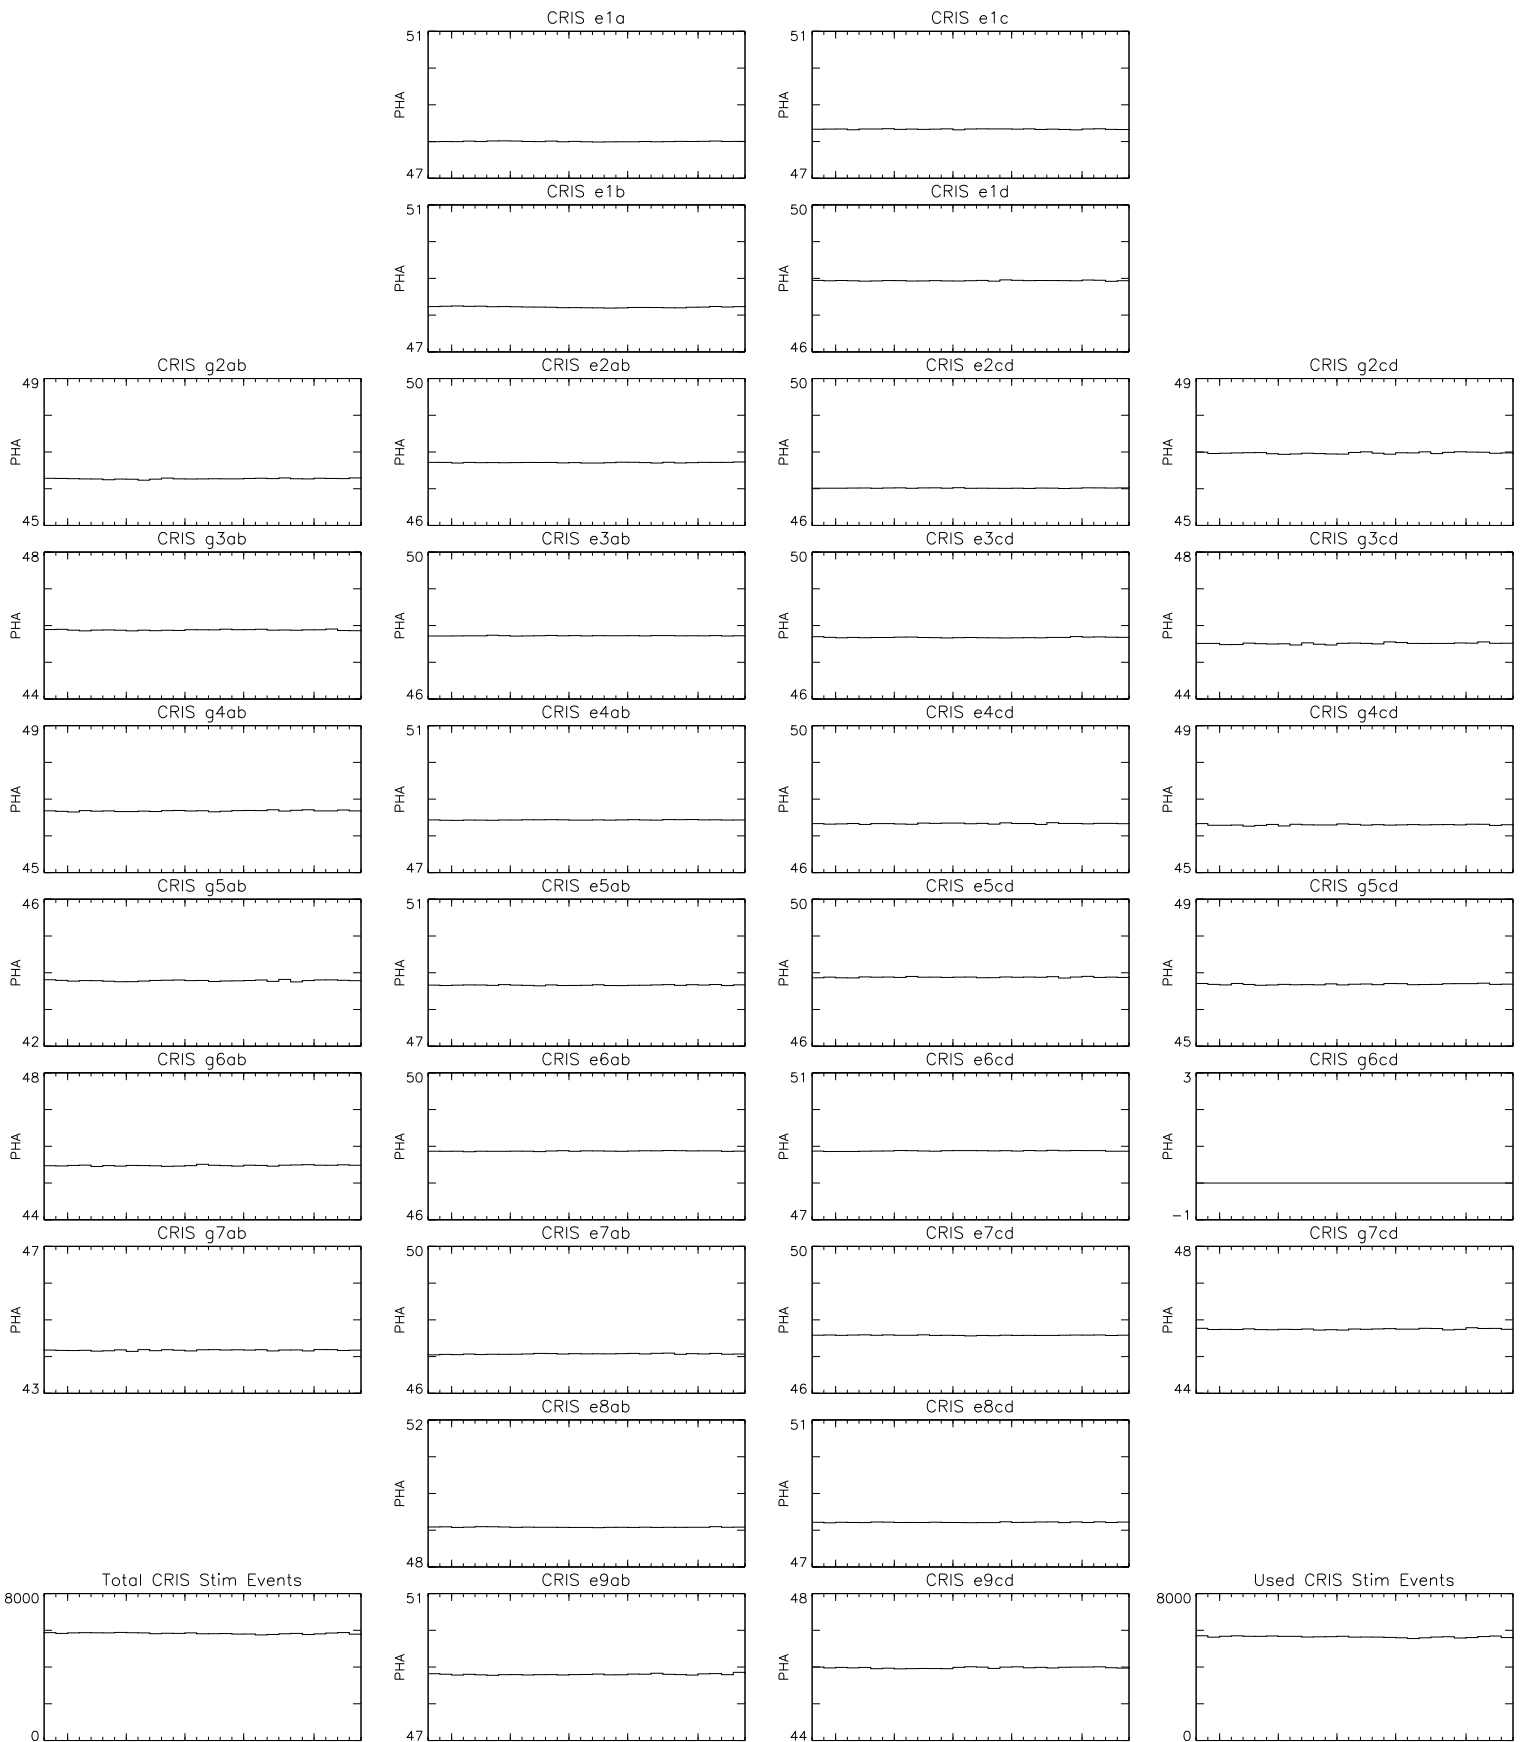 CRIS e1a
CRIS e1c
51
PHA
47
51
PHA
47
CRIS e1b
CRIS e1d
51
PHA
47
50
PHA
46
CRIS g2ab
CRIS e2ab
CRIS e2cd
CRIS g2cd
49
PHA
45
50
PHA
46
50
PHA
46
49
PHA
45
CRIS g3ab
CRIS e3ab
CRIS e3cd
CRIS g3cd
48
PHA
44
50
PHA
46
50
PHA
46
48
PHA
44
CRIS g4ab
CRIS e4ab
CRIS e4cd
CRIS g4cd
49
PHA
45
51
PHA
47
50
PHA
46
49
PHA
45
CRIS g5ab
CRIS e5ab
CRIS e5cd
CRIS g5cd
46
PHA
42
51
PHA
47
50
PHA
46
49
PHA
45
CRIS g6ab
CRIS e6ab
CRIS e6cd
CRIS g6cd
48
PHA
44
50
PHA
46
51
PHA
47
3
PHA
-1
CRIS g7ab
CRIS e7ab
CRIS e7cd
CRIS g7cd
47
PHA
43
50
PHA
46
50
PHA
46
48
PHA
44
CRIS e8ab
CRIS e8cd
52
PHA
48
51
PHA
47
Total CRIS Stim Events
CRIS e9ab
CRIS e9cd
Used CRIS Stim Events
8000
0
51
PHA
47
48
PHA
44
8000
0